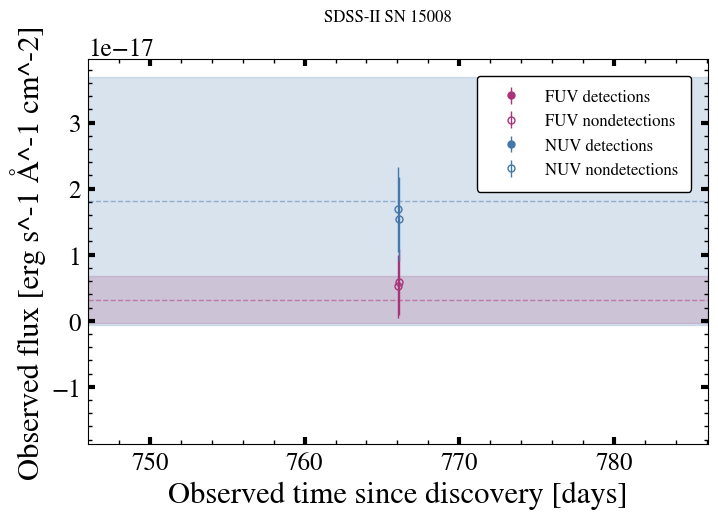 SDSS-II SN 15008
1e−17
Observed flux [erg s^-1 Å^-1 cm^-2]
3
2
1
0
−1
FUV detections
FUV nondetections
NUV detections
NUV nondetections
750
760
770
780
Observed time since discovery [days]